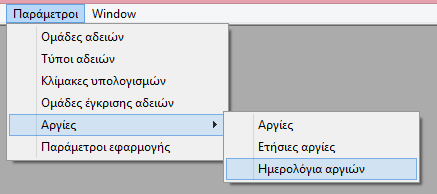 Παράμετροι Window
Ομάδες αδειών
Τύποι αδειών
Κλίμακες υπολογισμών
Ομάδες έγκρισης αδειών
Αργίες
Παράμετροι εφαρμογής
Αργίες
Ετήσιες αργίες
Ημερολόγια αργιών